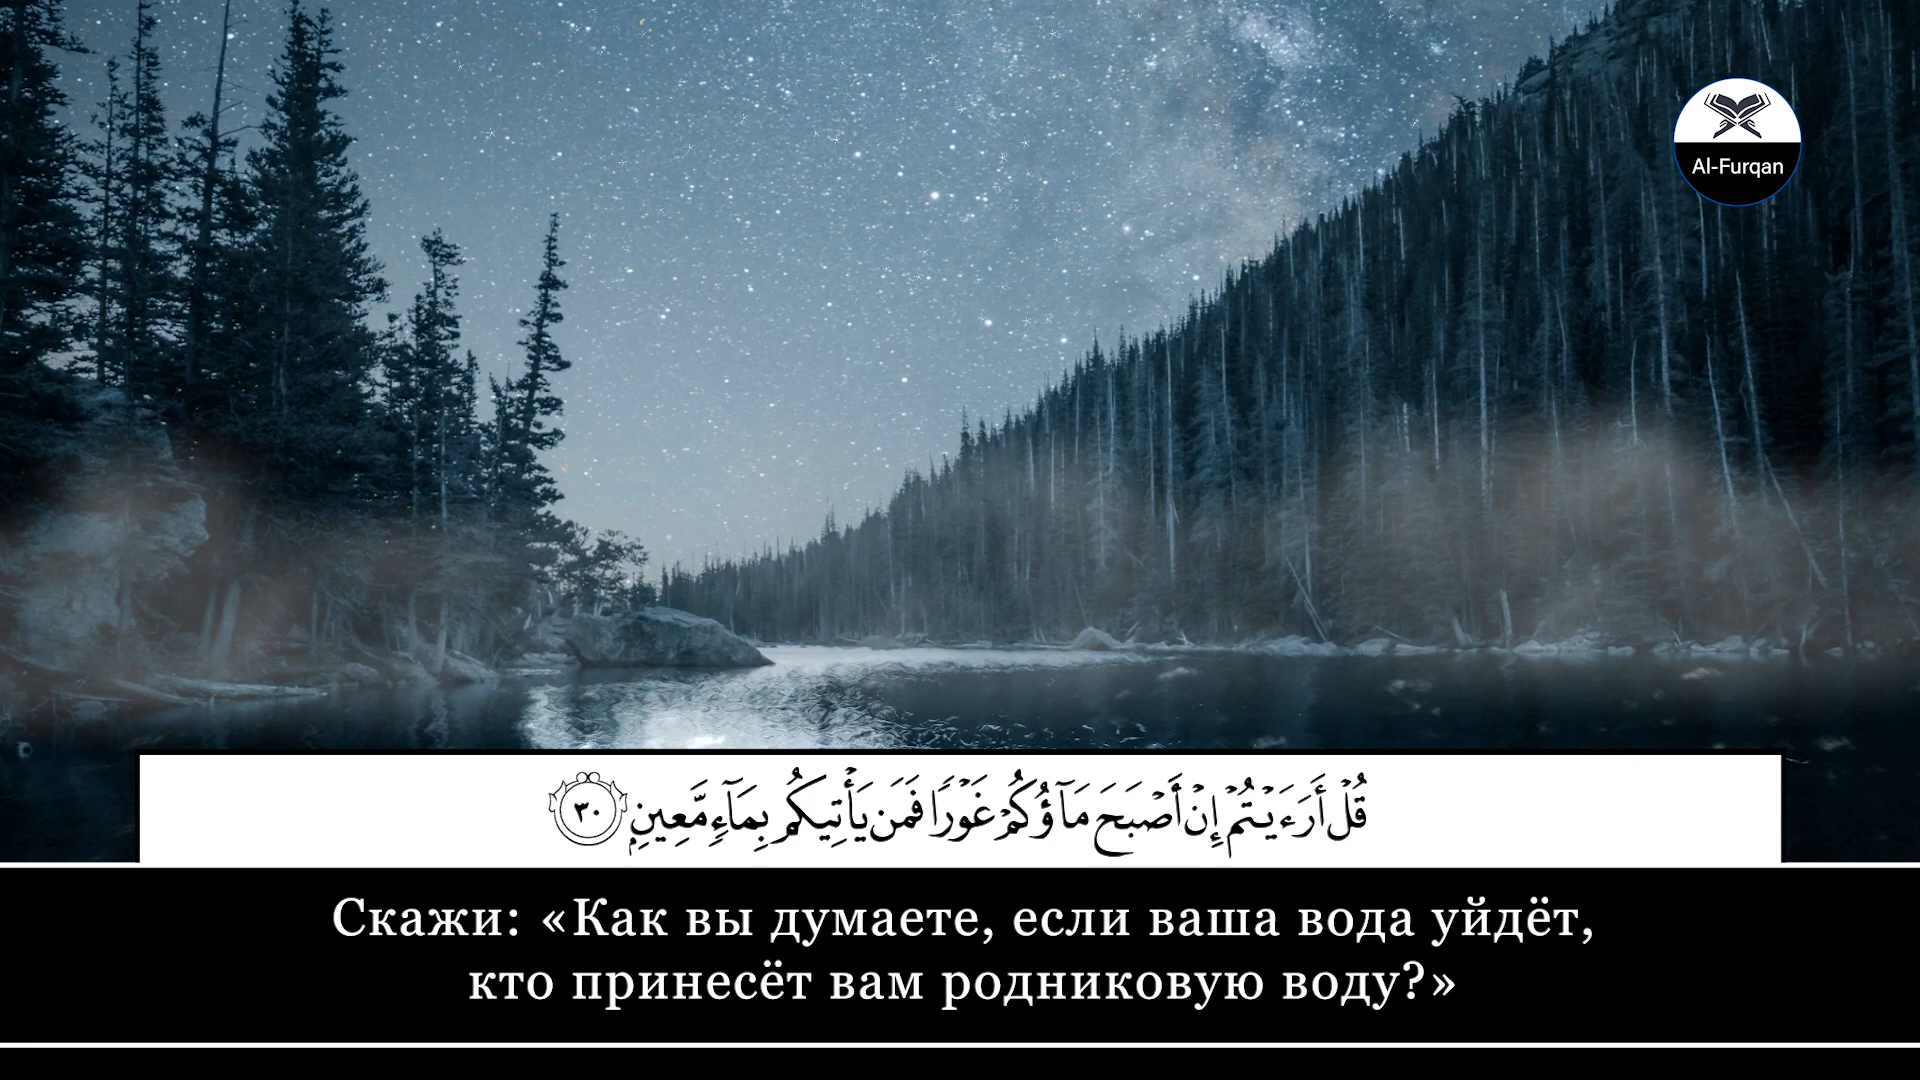 Al-Furqan
قُلْ أَرَءَيْتُمْ إِنْ أَصْبَحَ مَآؤُكُمْ غَوْرًا فَمَن يَأْتِيكُم بِمَآءٍ مَّعِينٍۭ ٣٠
Скажи: «Как вы думаете, если ваша вода уйдёт,
кто принесёт вам родниковую воду?»